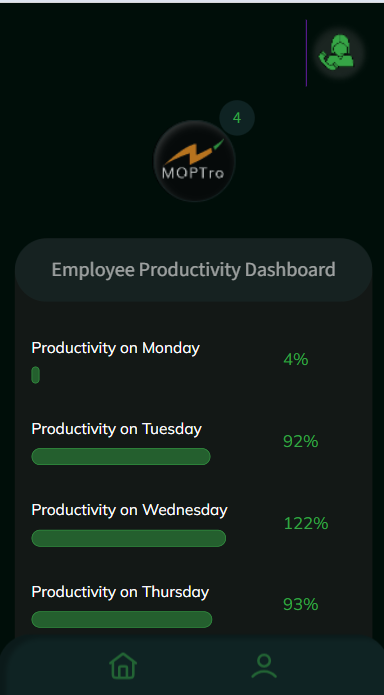 4
MOPTro
Employee Productivity Dashboard
Productivity on Monday
4%
Productivity on Tuesday
92%
Productivity on Wednesday
122%
Productivity on Thursday
93%